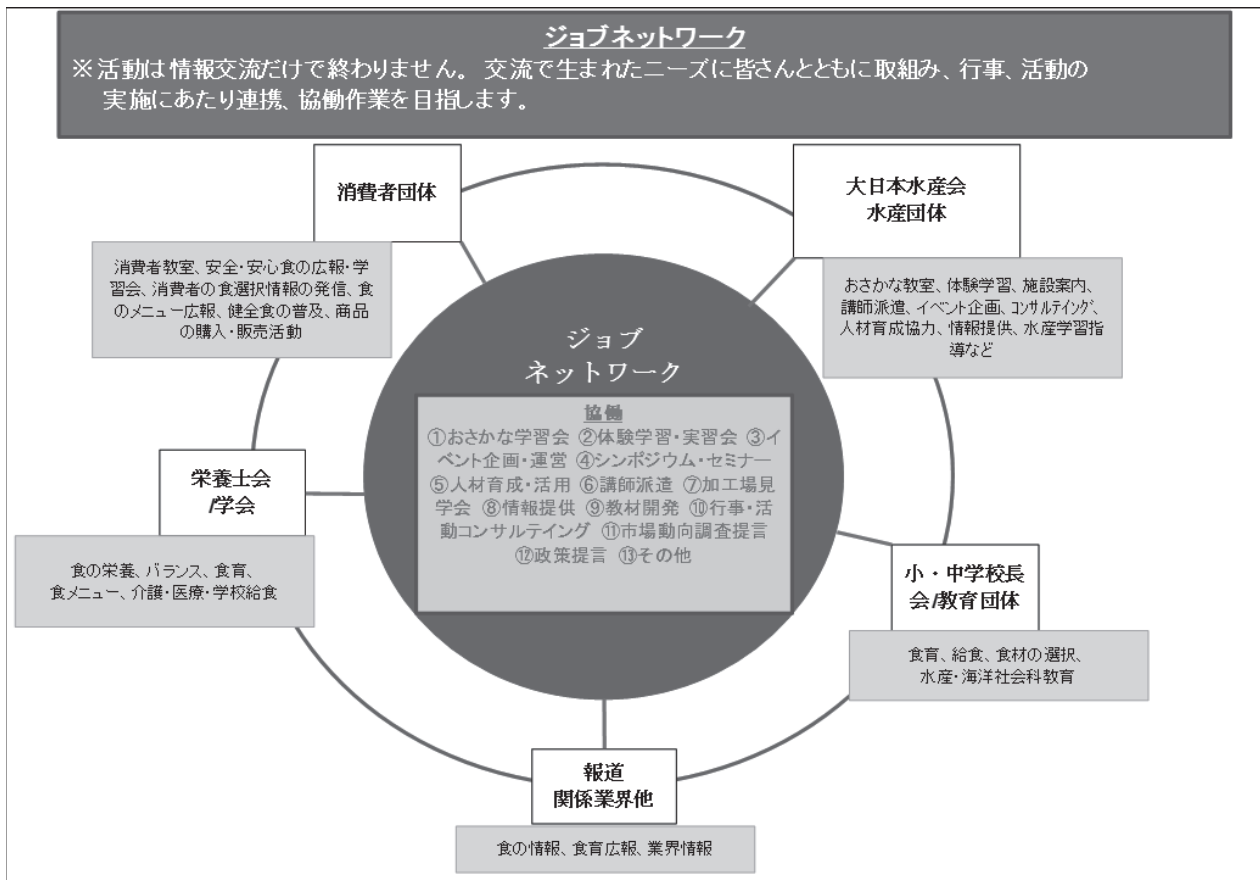 ジョブネットワーク
※活動は情報交流だけで終わりません。 交流で生まれたニーズに皆さんとともに取組み、行事、活動の
実施にあたり連携、協働作業を目指します。
消費者団体
消費者教室、安全・安心食の広報・学
習会、消費者の食選択情報の発信、食
のメニュー広報、健全食の普及、商品
の購入・販売活動
大日本水産会
水産団体
おさかな教室、体験学習、施設案内、
講師派遣、イベント企画、コンサルテイング、
人材育成協力、情報提供、水産学習指
導など
ジョブ
ネットワーク
協働
①おさかな学習会 ②体験学習・実習会 ③イ
ベント企画・運営 ④シンポジウム・セミナー
⑤人材育成・活用 ⑥講師派遣 ⑦加工場見
学会 ⑧情報提供 ⑨教材開発 ⑩行事・活
動コンサルテイング ⑪市場動向調査提言
⑫政策提言 ⑬その他
栄養士会
/学会
食の栄養、バランス、食育、
食メニュー、介護・医療・学校給食
小・中学校長
会/教育団体
食育、給食、食材の選択、
水産・海洋社会科教育
報道
関係業界他
食の情報、食育広報、業界情報